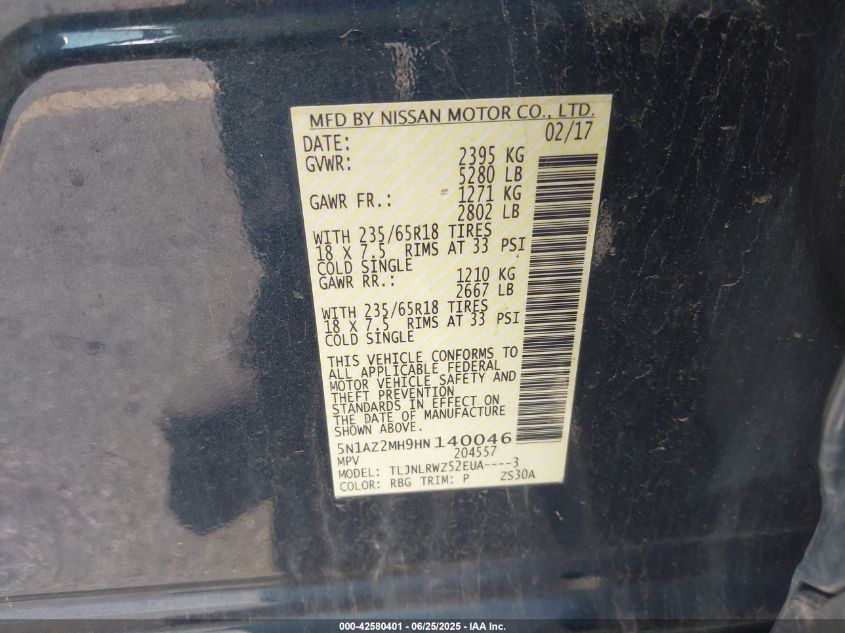 MFD BY NISSAN MOTOR CO., LTD.
DATE: 02/17
GVWR: 2395 KG
5280 LB
GAWR FR.: 1271 KG
2802 LB
WITH 235/65R18 TIRES
18 X 7.5 RIMS AT 33 PSI
COLD SINGLE
GAWR RR.: 1210 KG
2667 LB
WITH 235/65R18 TIRES
18 X 7.5 RIMS AT 33 PSI
COLD SINGLE
THIS VEHICLE CONFORMS TO
ALL APPLICABLE FEDERAL
MOTOR VEHICLE SAFETY AND
THEFT PREVENTION
STANDARDS IN EFFECT ON
THE DATE OF MANUFACTURE
SHOWN ABOVE.
5N1AZ2MH9HN140046
MPV 204557
MODEL: TLJNLRWZ52EUA----3
COLOR: RBG TRIM: P ZS30A
000-42580401 - 06/25/2025 - IAA Inc.